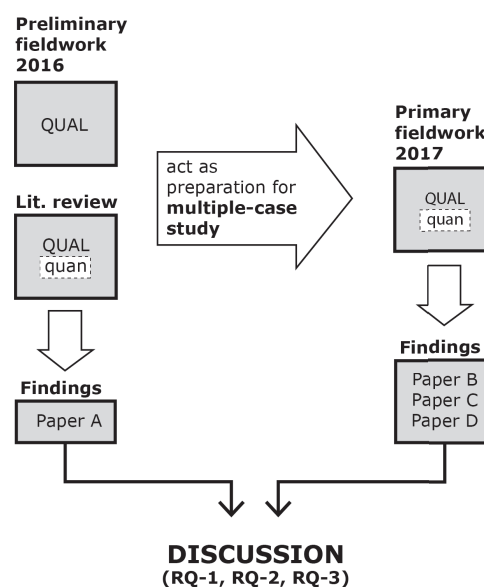 Preliminary
fieldwork
2016
QUAL
Lit. review
QUAL
quan
Findings
Paper A
act as
preparation for
multiple-case
study
Primary
fieldwork
2017
QUAL
quan
Findings
Paper B
Paper C
Paper D
DISCUSSION
(RQ-1, RQ-2, RQ-3)